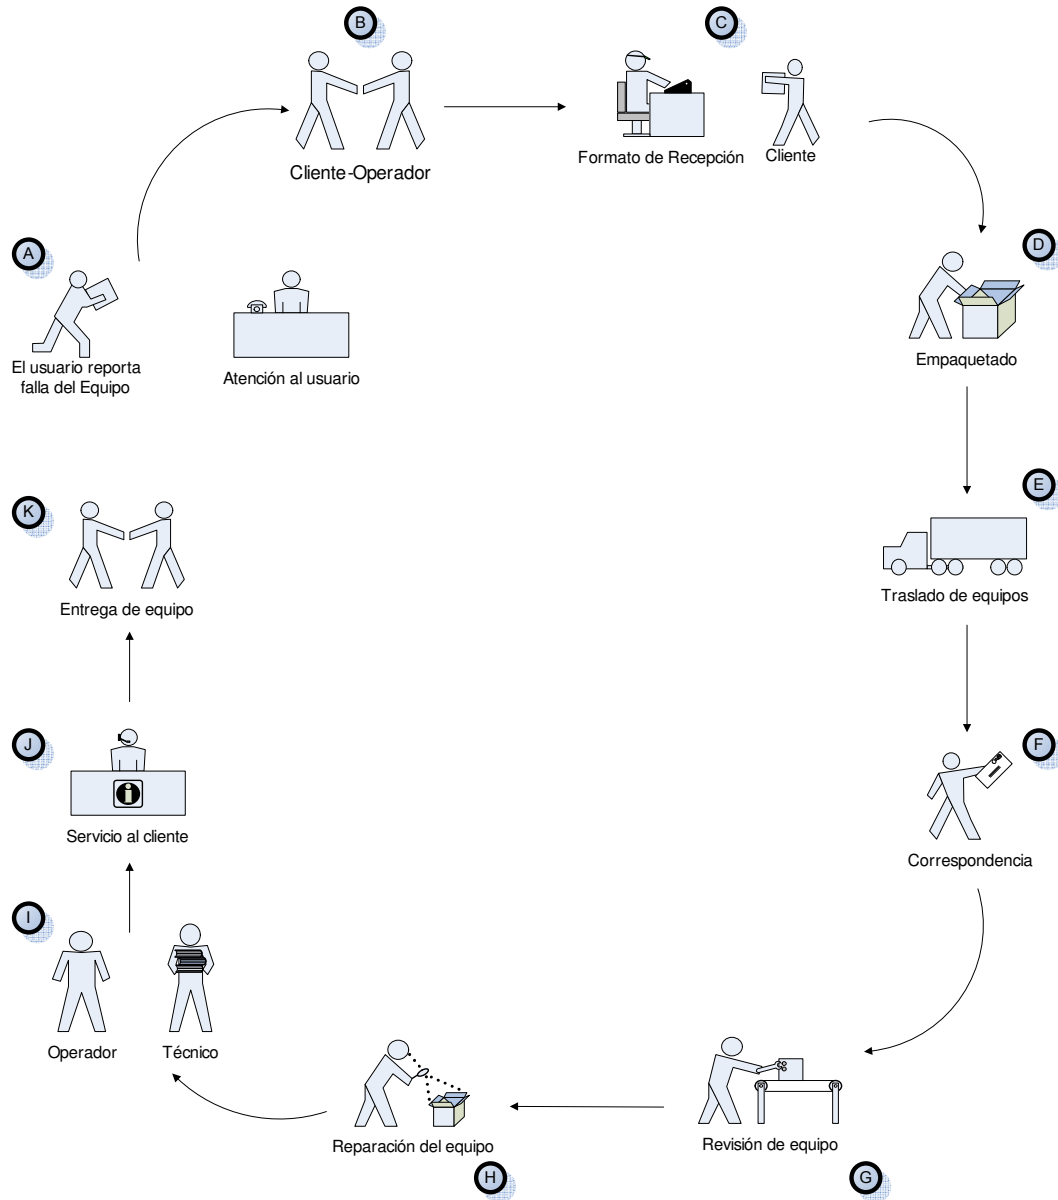 A
El usuario reporta
falla del Equipo
Atención al usuario
B
Cliente-Operador
C
Formato de Recepción
Cliente
D
Empaquetado
E
Traslado de equipos
F
Correspondencia
G
Revisión de equipo
H
Reparación del equipo
I
Operador
Técnico
J
i
Servicio al cliente
K
Entrega de equipo